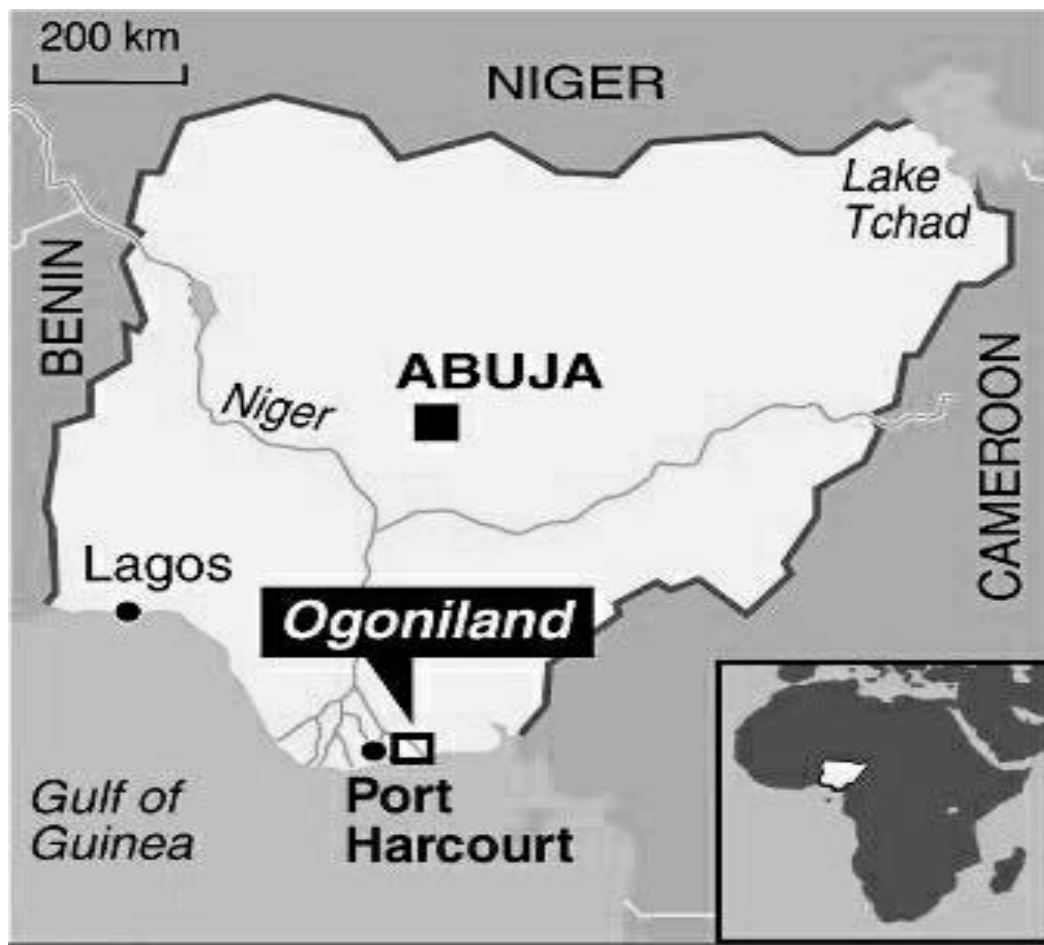 200 km
NIGER
Lake
Tchad
BENIN
ABUJA
Niger
CAMEROON
Lagos
Ogoniland
Gulf of
Guinea
Port
Harcourt